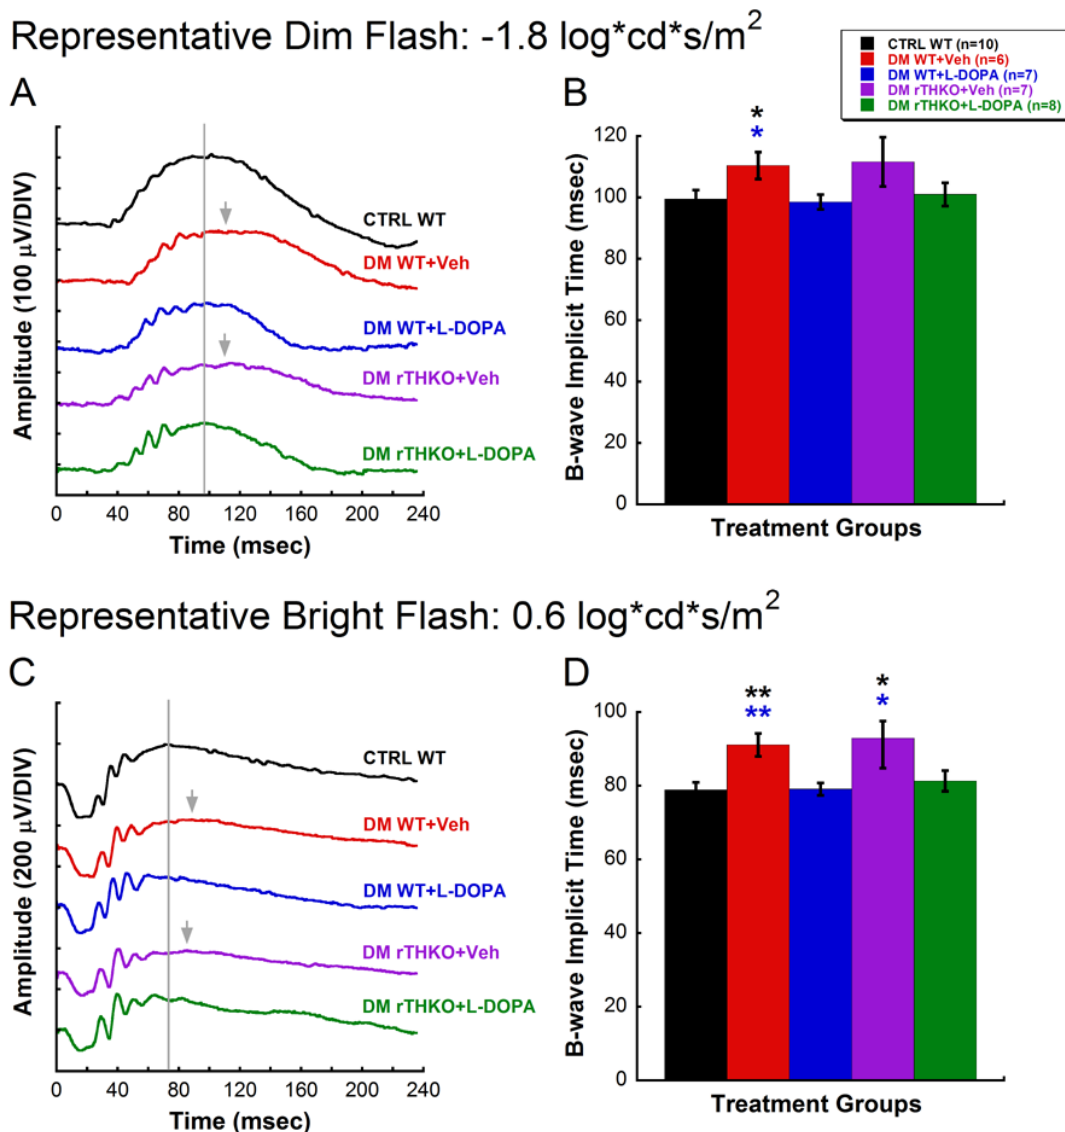 Representative Dim Flash: -1.8 log*cd*s/m²
CTRL WT (n=10)
DM WT+Veh (n=6)
DM WT+L-DOPA (n=7)
DM rTHKO+Veh (n=7)
DM rTHKO+L-DOPA (n=8)
A
Amplitude (100 µV/DIV)
CTRL WT
DM WT+Veh
DM WT+L-DOPA
DM rTHKO+Veh
DM rTHKO+L-DOPA
0 40 80 120 160 200 240
Time (msec)
B
B-wave Implicit Time (msec)
120
100
80
60
40
20
0
*
*
Treatment Groups
Representative Bright Flash: 0.6 log*cd*s/m²
C
Amplitude (200 µV/DIV)
CTRL WT
DM WT+Veh
DM WT+L-DOPA
DM rTHKO+Veh
DM rTHKO+L-DOPA
0 40 80 120 160 200 240
Time (msec)
D
B-wave Implicit Time (msec)
100
80
60
40
20
0
** *
** *
Treatment Groups